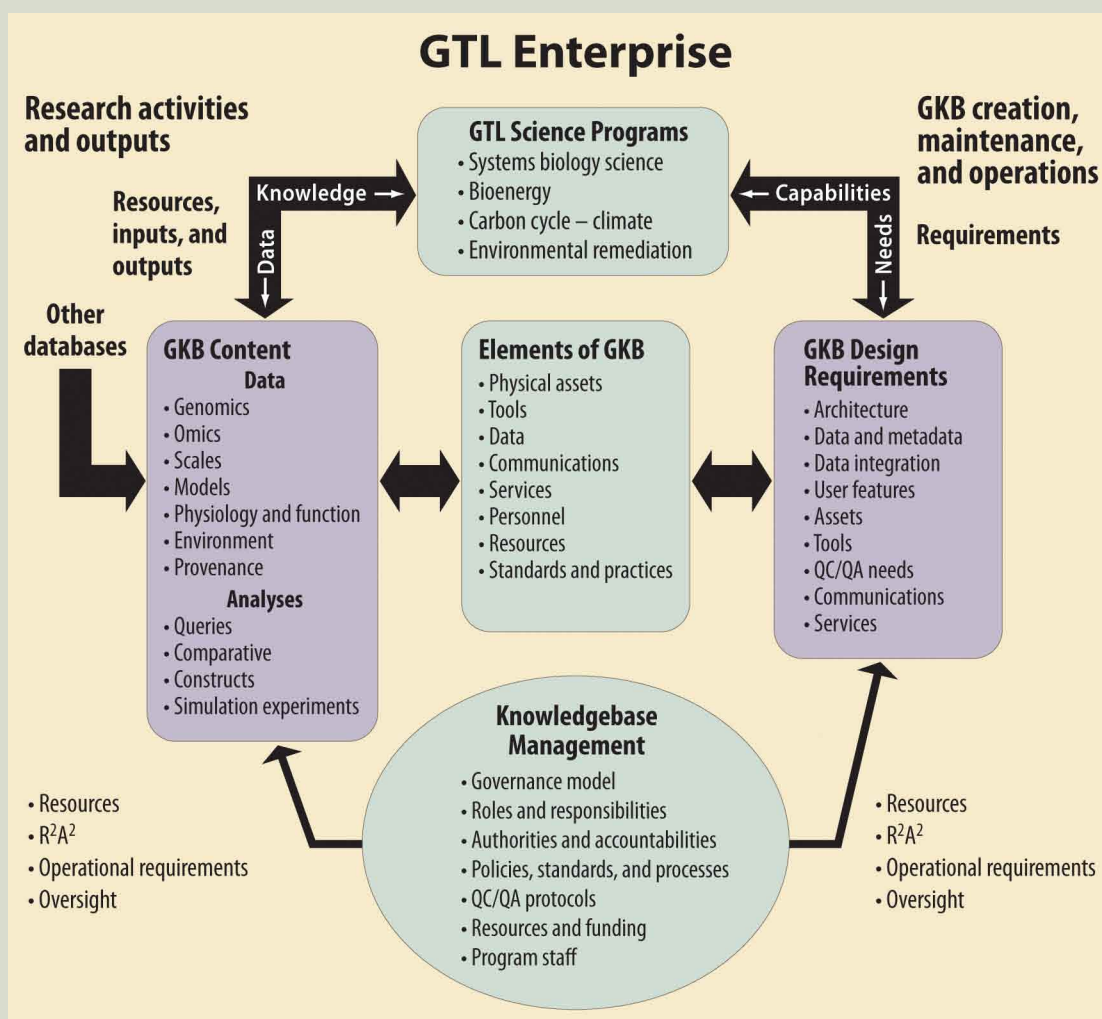 GTL Enterprise
Research activities
and outputs
GKB creation,
maintenance,
and operations
GTL Science Programs
• Systems biology science
• Bioenergy
• Carbon cycle – climate
• Environmental remediation
Knowledge →
← Data
← Capabilities
← Needs
Resources,
inputs, and
outputs
Requirements
Other
databases
GKB Content
Data
• Genomics
• Omics
• Scales
• Models
• Physiology and function
• Environment
• Provenance
Analyses
• Queries
• Comparative
• Constructs
• Simulation experiments
Elements of GKB
• Physical assets
• Tools
• Data
• Communications
• Services
• Personnel
• Resources
• Standards and practices
GKB Design
Requirements
• Architecture
• Data and metadata
• Data integration
• User features
• Assets
• Tools
• QC/QA needs
• Communications
• Services
Knowledgebase
Management
• Governance model
• Roles and responsibilities
• Authorities and accountabilities
• Policies, standards, and processes
• QC/QA protocols
• Resources and funding
• Program staff
• Resources
• R²A²
• Operational requirements
• Oversight
• Resources
• R²A²
• Operational requirements
• Oversight